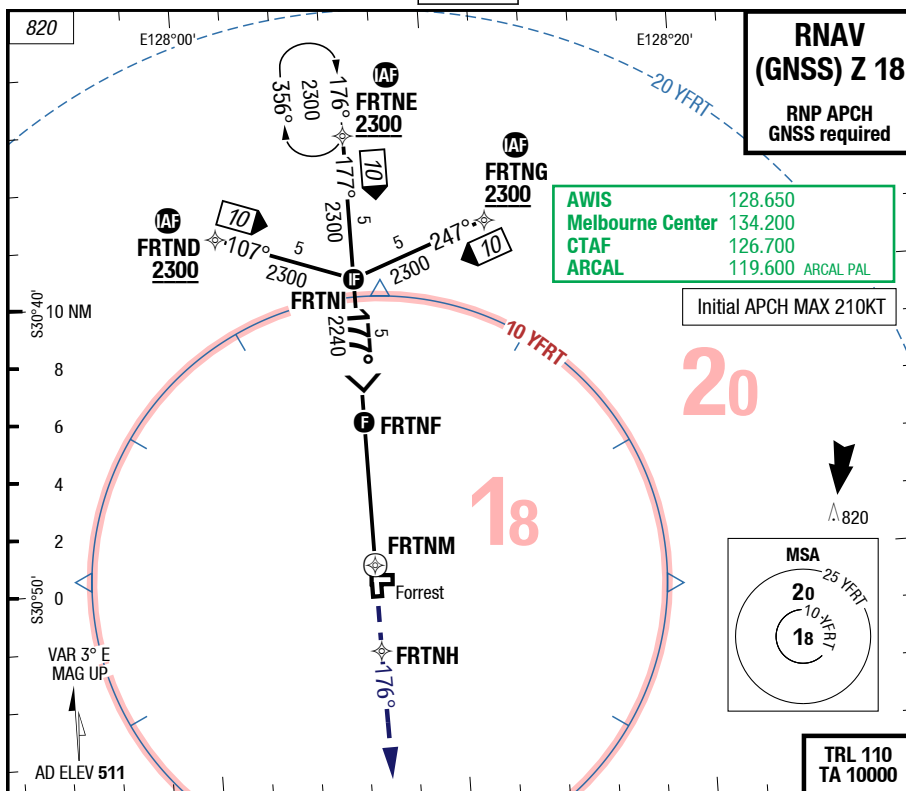 820
E128°00'
E128°20'
RNAV
(GNSS) Z 18
RNP APCH
GNSS required
20 YFRT
IAF
FRTNE
2300
176°
2300
356°
10
177°
5
2300
IAF
FRTNG
2300
247°
5
2300
10
IAF
FRTND
2300
10
107°
5
2300
AWIS 128.650
Melbourne Center 134.200
CTAF 126.700
ARCAL 119.600 ARCAL PAL
Initial APCH MAX 210KT
IF
FRTNI
177°
5
2240
S30°40'
10 NM
8
6
4
2
0
S30°50'
10 YFRT
20
18
F
FRTNF
FRTNM
Forrest
FRTNH
176°
820
MSA
25 YFRT
20
10 YFRT
18
VAR 3° E
MAG UP
AD ELEV 511
TRL 110
TA 10000